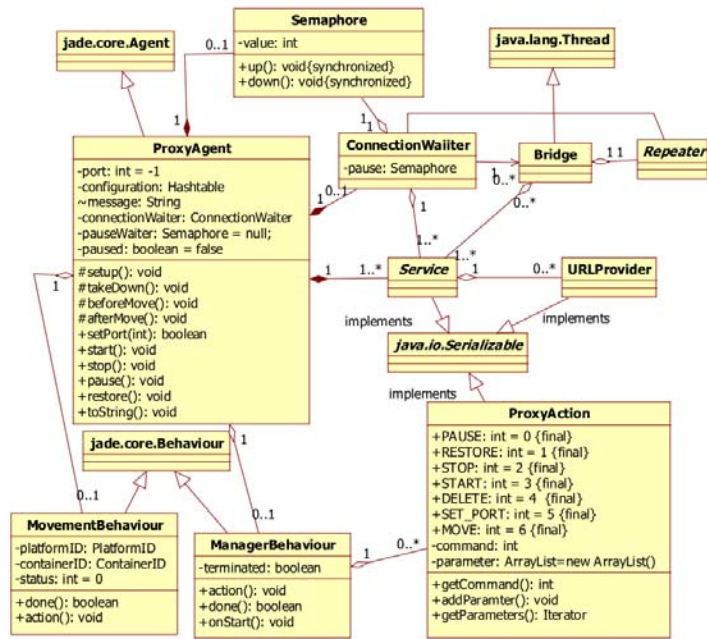 Semaphore
-value: int
+up(): void{synchronized}
+down(): void{synchronized}
0..1
1
jade.core.Agent
java.lang.Thread
ProxyAgent
-port: int = -1
-configuration: Hashtable
~message: String
-connectionWaiter: ConnectionWaiter
-pauseWaiter: Semaphore = null;
-paused: boolean = false
#setup(): void
#takeDown(): void
#beforeMove(): void
#afterMove(): void
+setPort(int): boolean
+start(): void
+stop(): void
+pause(): void
+restore(): void
+toString(): void
1
1
ConnectionWaiiter
-pause: Semaphore
1
0..1
1
1
0..*
Bridge
1
1
Repeater
0..*
1..*
1..*
1
1..*
Service
1
0..*
URLProvider
implements
implements
java.io.Serializable
implements
1
1
jade.core.Behaviour
0..1
0..1
MovementBehaviour
-platformID: PlatformID
-containerID: ContainerID
-status: int = 0
+done(): boolean
+action(): void
ManagerBehaviour
-terminated: boolean
+action(): void
+done(): boolean
+onStart(): void
1
0..*
ProxyAction
+PAUSE: int = 0 {final}
+RESTORE: int = 1 {final}
+STOP: int = 2 {final}
+START: int = 3 {final}
+DELETE: int = 4 {final}
+SET_PORT: int = 5 {final}
+MOVE: int = 6 {final}
-command: int
-parameter: ArrayList=new ArrayList()
+getCommand(): int
+addParamter(): void
+getParameters(): Iterator